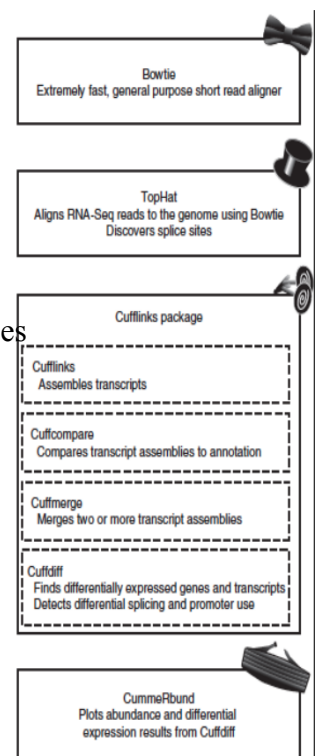 Bowtie
Extremely fast, general purpose short read aligner
TopHat
Aligns RNA-Seq reads to the genome using Bowtie
Discovers splice sites
es
Cufflinks package
Cufflinks
Assembles transcripts
Cuffcompare
Compares transcript assemblies to annotation
Cuffmerge
Merges two or more transcript assemblies
Cuffdiff
Finds differentially expressed genes and transcripts
Detects differential splicing and promoter use
CummeRbund
Plots abundance and differential
expression results from Cuffdiff